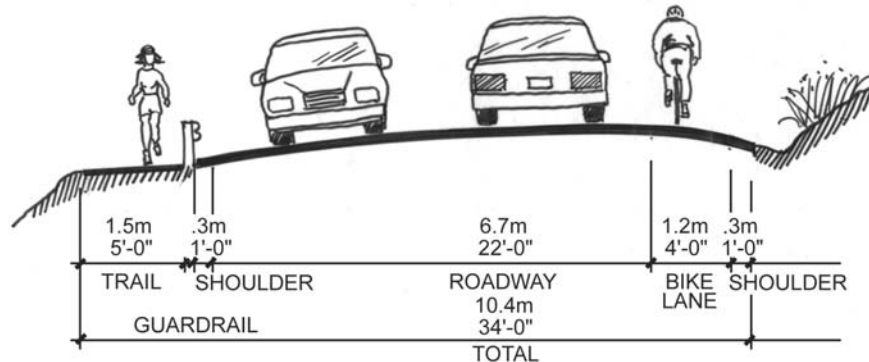 1.5m .3m 6.7m 1.2m .3m
5'-0" 1'-0" 22'-0" 4'-0" 1'-0"
TRAIL SHOULDER ROADWAY BIKE LANE SHOULDER
10.4m
GUARDRAIL 34'-0"
TOTAL